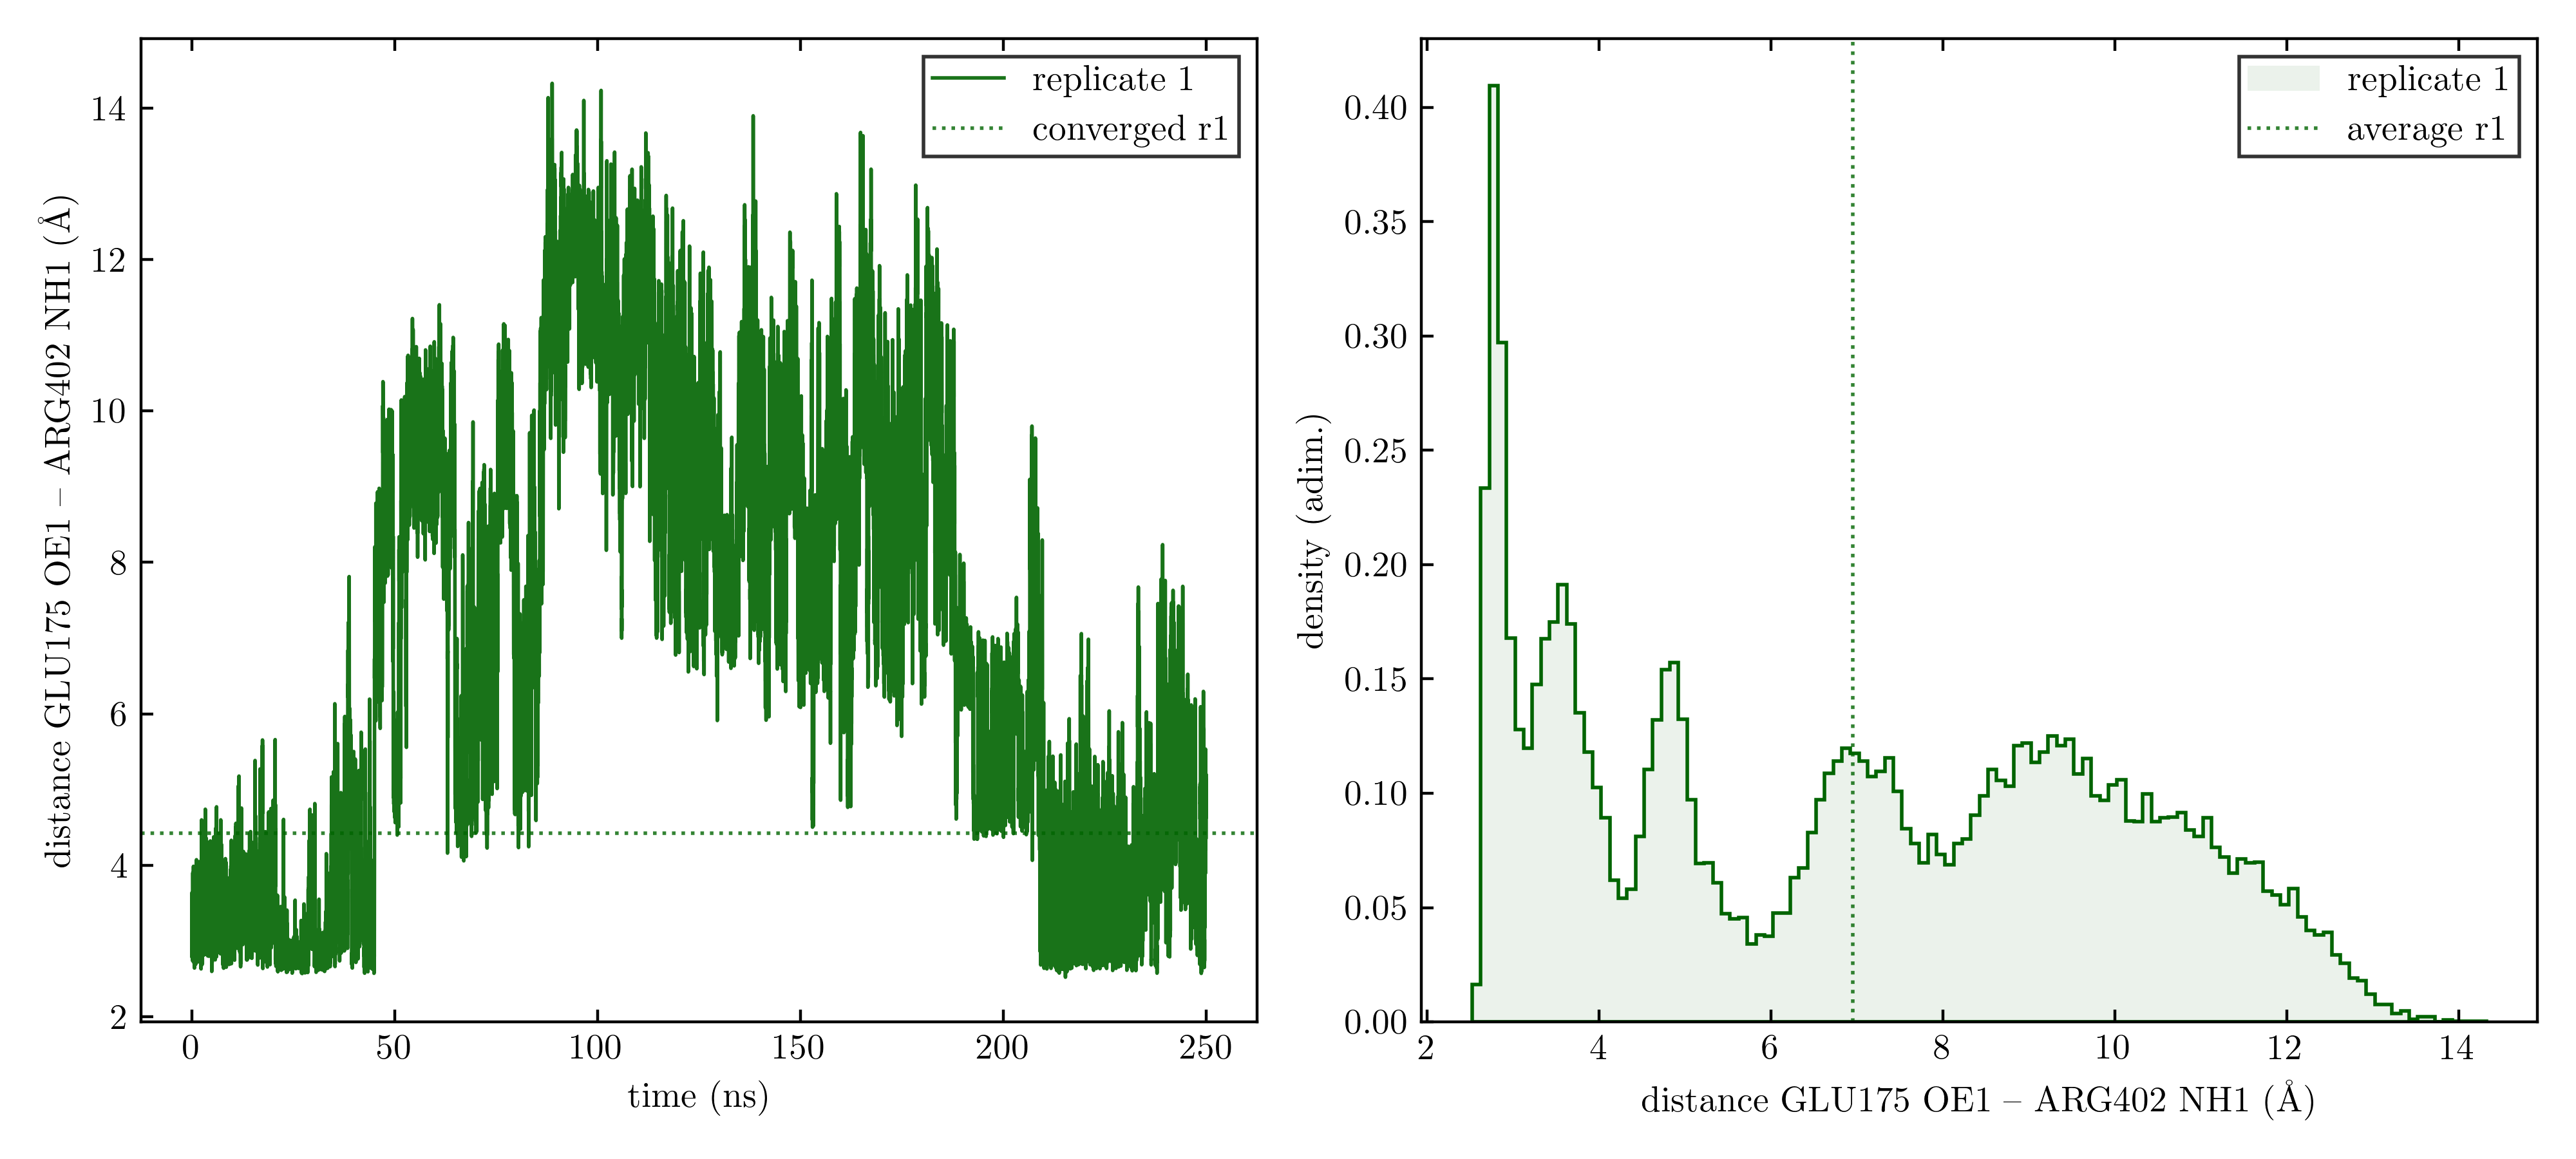 distance GLU175 OE1 – ARG402 NH1 (Å)
14
12
10
8
6
4
2
0 50 100 150 200 250
time (ns)
replicate 1
converged r1
density (adim.)
0.40
0.35
0.30
0.25
0.20
0.15
0.10
0.05
0.00
2 4 6 8 10 12 14
distance GLU175 OE1 – ARG402 NH1 (Å)
replicate 1
average r1